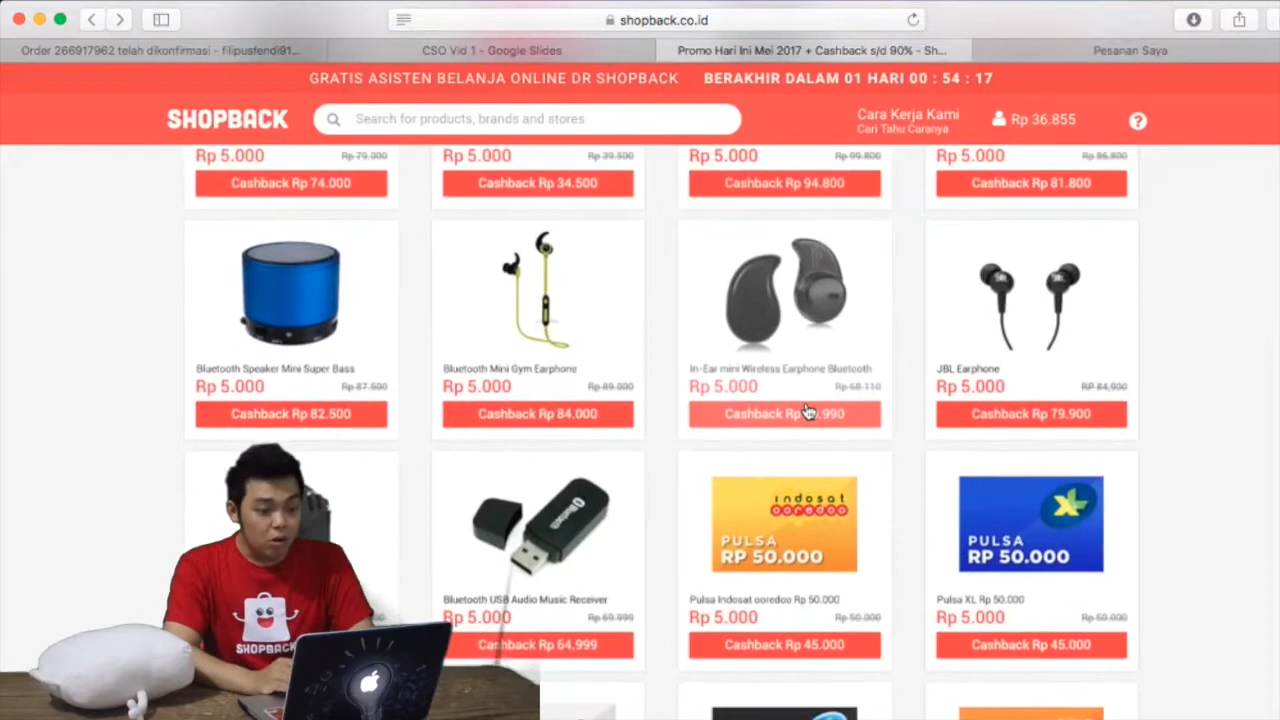 shopback.co.id
Order 266917962 telah dikonfirmasi - filipusfendi91...
CSO Vid 1 - Google Slides
Promo Hari Ini Mei 2017 + Cashback s/d 90% - Sh...
Pesanan Saya
GRATIS ASISTEN BELANJA ONLINE DR SHOPBACK BERAKHIR DALAM 01 HARI 00 : 54 : 17
SHOPBACK
Search for products, brands and stores
Cara Kerja Kami
Cari Tahu Caranya
Rp 36.855
?
Rp 5.000 Rp 79.000
Rp 5.000 Rp 39.500
Rp 5.000 Rp 99.800
Rp 5.000 Rp 86,800
Cashback Rp 74.000
Cashback Rp 34.500
Cashback Rp 94.800
Cashback Rp 81.800
Bluetooth Speaker Mini Super Bass
Rp 5.000 Rp 87.500
Cashback Rp 82.500
Bluetooth Mini Gym Earphone
Rp 5.000 Rp 89.000
Cashback Rp 84.000
In-Ear mini Wireless Earphone Bluetooth
Rp 5.000 Rp 68.110
Cashback Rp
.990
JBL Earphone
Rp 5.000 RP 84,900
Cashback Rp 79.900
Bluetooth USB Audio Music Receiver
Rp 5.000 Rp 69.999
Cashback Rp 64.999
indosat
ooredoo
PULSA
RP 50.000
Pulsa Indosat ooredoo Rp 50.000
Rp 5.000 Rp 50.000
Cashback Rp 45.000
XL
PULSA
RP 50.000
Pulsa XL Rp 50.000
Rp 5.000 Rp 50.000
Cashback Rp 45.000
SHOPBACK